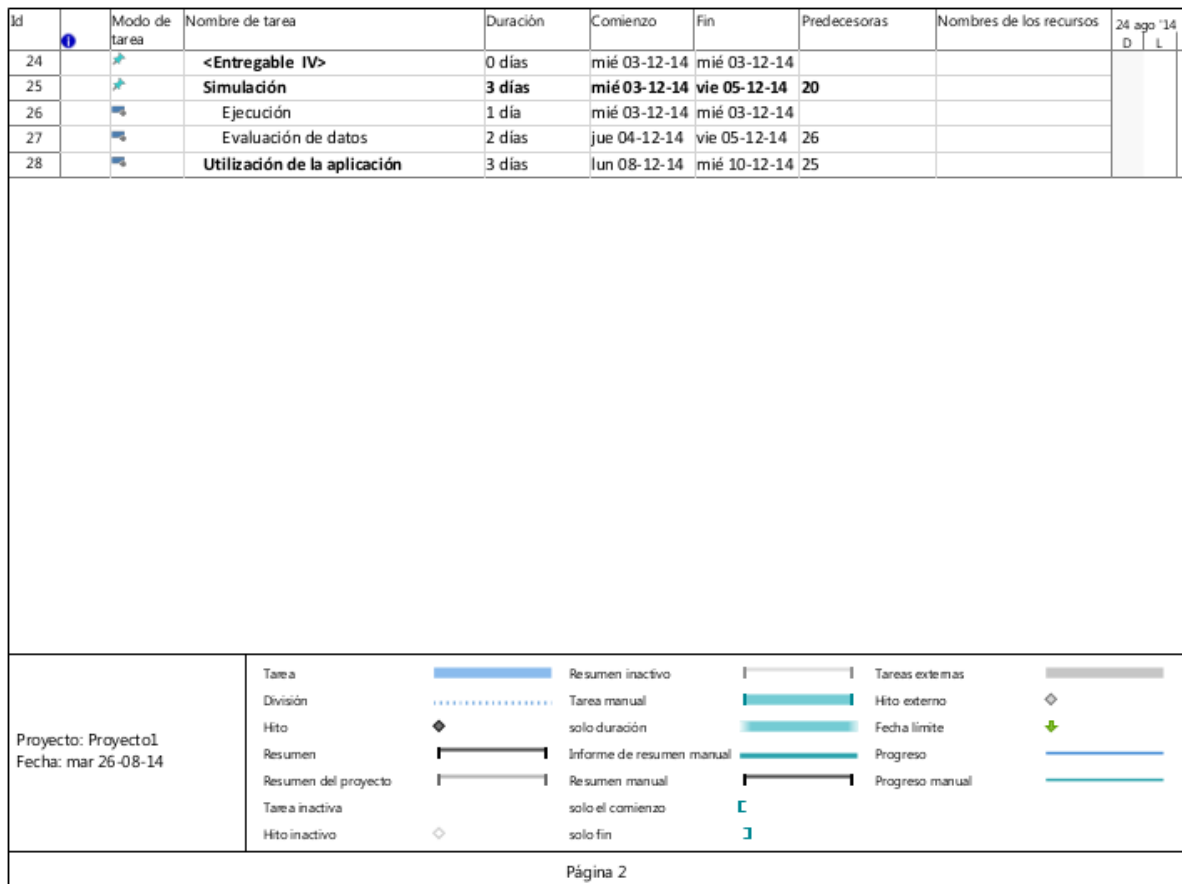 Id Modo de tarea Nombre de tarea Duración Comienzo Fin Predecesoras Nombres de los recursos 24 ago '14
D L
24 <Entregable IV> 0 días mié 03-12-14 mié 03-12-14
25 Simulación 3 días mié 03-12-14 vie 05-12-14 20
26 Ejecución 1 día mié 03-12-14 mié 03-12-14
27 Evaluación de datos 2 días jue 04-12-14 vie 05-12-14 26
28 Utilización de la aplicación 3 días lun 08-12-14 mié 10-12-14 25
Proyecto: Proyecto1
Fecha: mar 26-08-14
Tarea Resumen inactivo Tareas externas
División Tarea manual Hito externo
Hito solo duración Fecha límite
Resumen Informe de resumen manual Progreso
Resumen del proyecto Resumen manual Progreso manual
Tarea inactiva solo el comienzo
Hito inactivo solo fin
Página 2